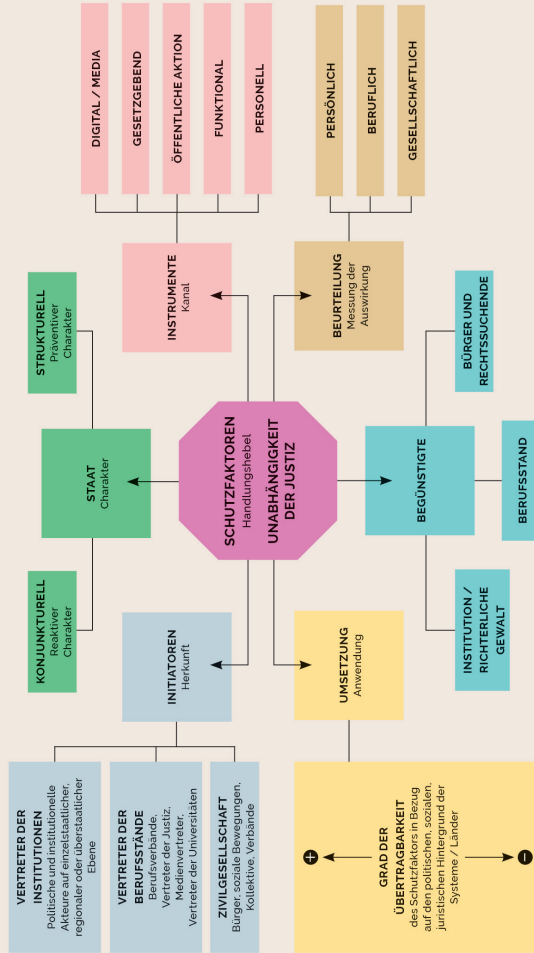 VERTRETER DER
INSTITUTIONEN
Politische und institutionelle
Akteure auf einzelstaatlicher,
regionaler oder überstaatlicher
Ebene
VERTRETER DER
BERUFSSTÄNDE
Berufsverbände,
Vertreter der Justiz,
Medienvertreter,
Vertreter der Universitäten
ZIVILGESELLSCHAFT
Bürger, soziale Bewegungen,
Kollektive, Verbände
INITIATOREN
Herkunft
KONJUNKTURELL
Reaktiver
Charakter
STAAT
Charakter
STRUKTURELL
Präventiver
Charakter
INSTRUMENTE
Kanal
DIGITAL / MEDIA
GESETZGEBEND
ÖFFENTLICHE AKTION
FUNKTIONAL
PERSONELL
SCHUTZFAKTOREN
Handlungshebel
UNABHÄNGIGKEIT
DER JUSTIZ
GRAD DER
ÜBERTRAGBARKEIT
des Schutzfaktors in Bezug
auf den politischen, sozialen,
juristischen Hintergrund der
Systeme / Länder
UMSETZUNG
Anwendung
BEGÜNSTIGTE
INSTITUTION /
RICHTERLICHE
GEWALT
BERUFSSTAND
BÜRGER UND
RECHTSSUCHENDE
BEURTEILUNG
Messung der
Auswirkung
PERSÖNLICH
BERUFLICH
GESELLSCHAFTLICH